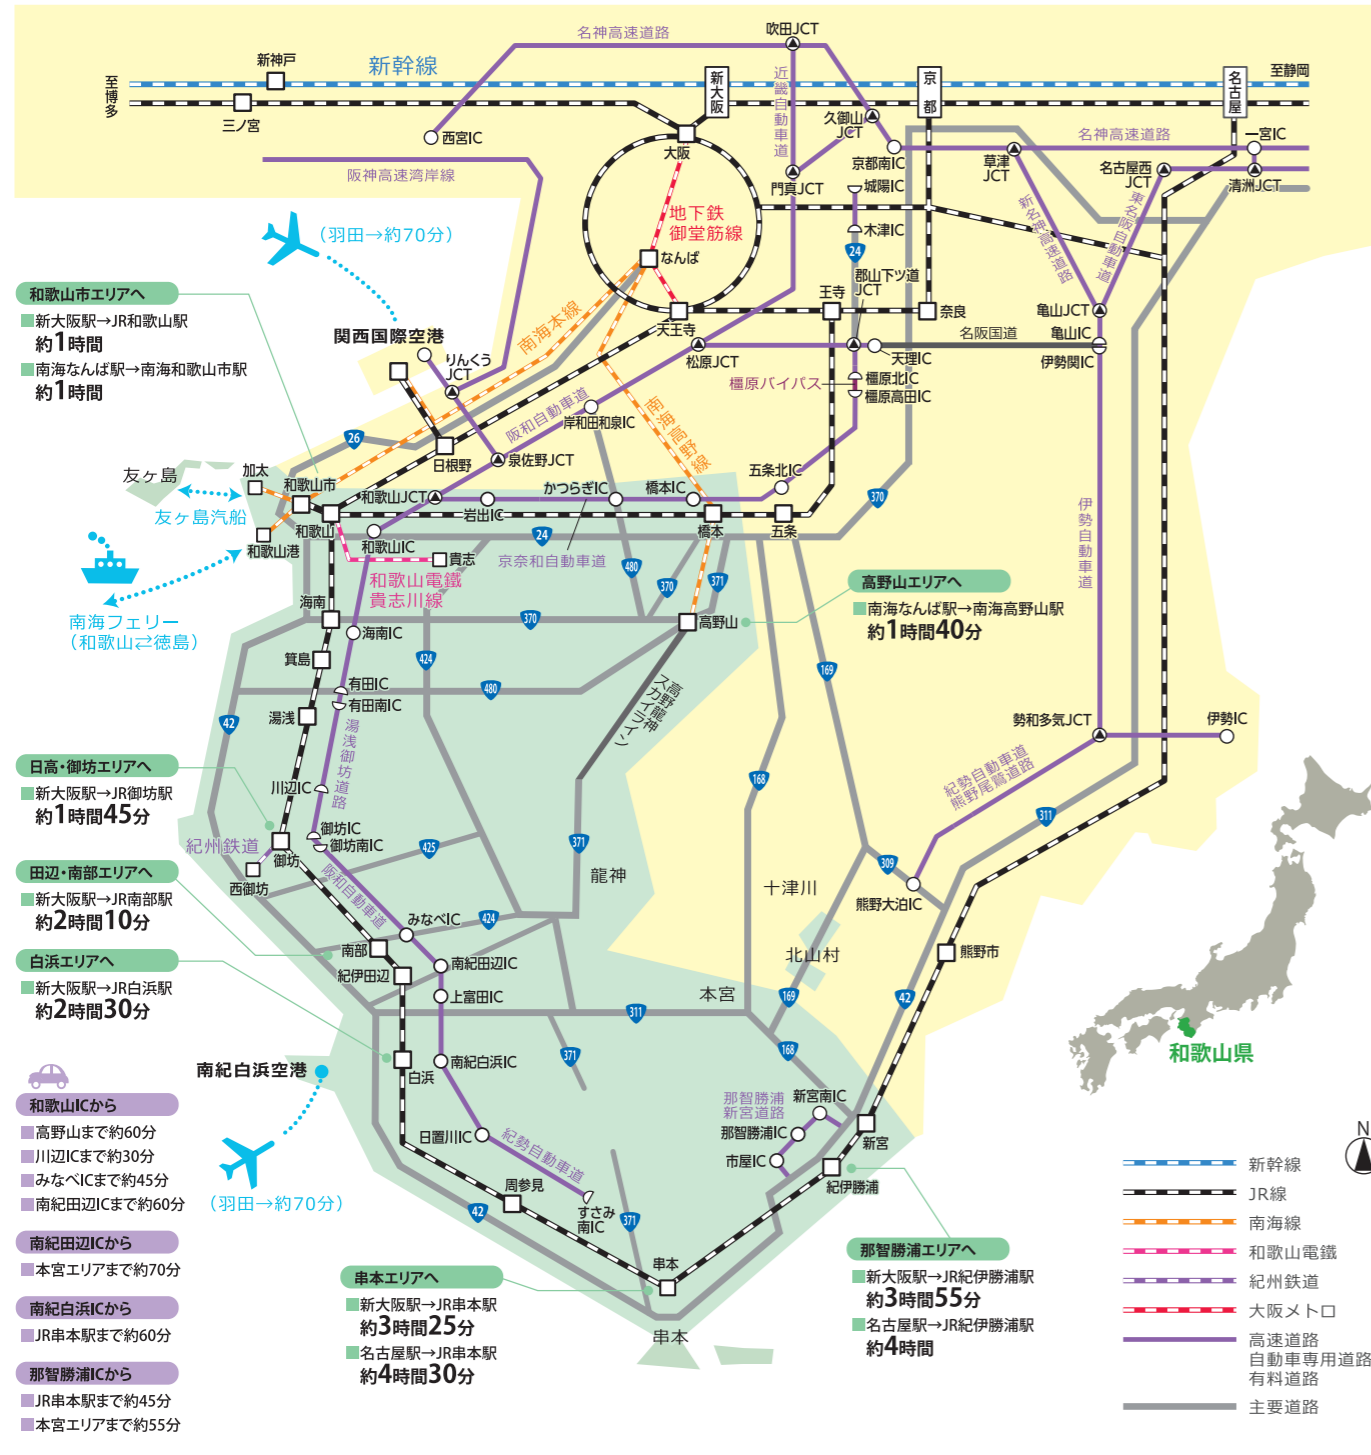 名神高速道路
吹田JCT
新神戸
新幹線
至博多
新大阪
近畿自動車道
京都
名古屋
至静岡
三ノ宮
西宮IC
大阪
久御山
JCT
京都南IC
名神高速道路
草津
JCT
一宮IC
名古屋西
JCT
清洲JCT
阪神高速湾岸線
門真JCT
城陽IC
地下鉄
御堂筋線
木津IC
新名神高速道路
東名阪自動車道
(羽田→約70分)
なんば
24
郡山下ツ道
JCT
王寺
奈良
亀山JCT
和歌山市エリアへ
新大阪駅→JR和歌山駅
約1時間
南海なんば駅→南海和歌山市駅
約1時間
関西国際空港
南海本線
天王寺
松原JCT
天理IC
名阪国道
亀山IC
伊勢関IC
りんくう
JCT
橿原バイパス
橿原北IC
橿原高田IC
阪和自動車道
岸和田和泉IC
南海高野線
26
日根野
泉佐野JCT
友ヶ島
加太
和歌山市
和歌山JCT
かつらぎIC
橋本IC
五条北IC
370
友ヶ島汽船
和歌山
岩出IC
橋本
五条
伊勢自動車道
和歌山港
和歌山IC
24
京奈和自動車道
貴志
480
370
371
和歌山電鐵
貴志川線
高野山エリアへ
南海なんば駅→南海高野山駅
約1時間40分
南海フェリー
(和歌山⇄徳島)
海南
海南IC
370
高野山
箕島
424
169
有田IC
480
有田南IC
高野龍神
スカイライン
湯浅
42
湯浅御坊道路
勢和多気JCT
伊勢IC
日高・御坊エリアへ
新大阪駅→JR御坊駅
約1時間45分
川辺IC
168
紀勢自動車道
熊野尾鷲道路
311
御坊IC
御坊南IC
紀州鉄道
御坊
西御坊
425
371
龍神
309
十津川
熊野大泊IC
田辺・南部エリアへ
新大阪駅→JR南部駅
約2時間10分
阪和自動車道
みなべIC
424
南部
紀伊田辺
南紀田辺IC
北山村
熊野市
白浜エリアへ
新大阪駅→JR白浜駅
約2時間30分
上富田IC
本宮
311
169
42
和歌山県
南紀白浜空港
白浜
南紀白浜IC
371
168
和歌山ICから
高野山まで約60分
川辺ICまで約30分
みなべICまで約45分
南紀田辺ICまで約60分
那智勝浦
新宮道路
新宮南IC
那智勝浦IC
市屋IC
新宮
紀伊勝浦
日置川IC
紀勢自動車道
(羽田→約70分)
周参見
すさみ
南IC
42
371
南紀田辺ICから
本宮エリアまで約70分
南紀白浜ICから
JR串本駅まで約60分
那智勝浦ICから
JR串本駅まで約45分
本宮エリアまで約55分
串本エリアへ
新大阪駅→JR串本駅
約3時間25分
名古屋駅→JR串本駅
約4時間30分
串本
串本
那智勝浦エリアへ
新大阪駅→JR紀伊勝浦駅
約3時間55分
名古屋駅→JR紀伊勝浦駅
約4時間
N
新幹線
JR線
南海線
和歌山電鐵
紀州鉄道
大阪メトロ
高速道路
自動車専用道路
有料道路
主要道路